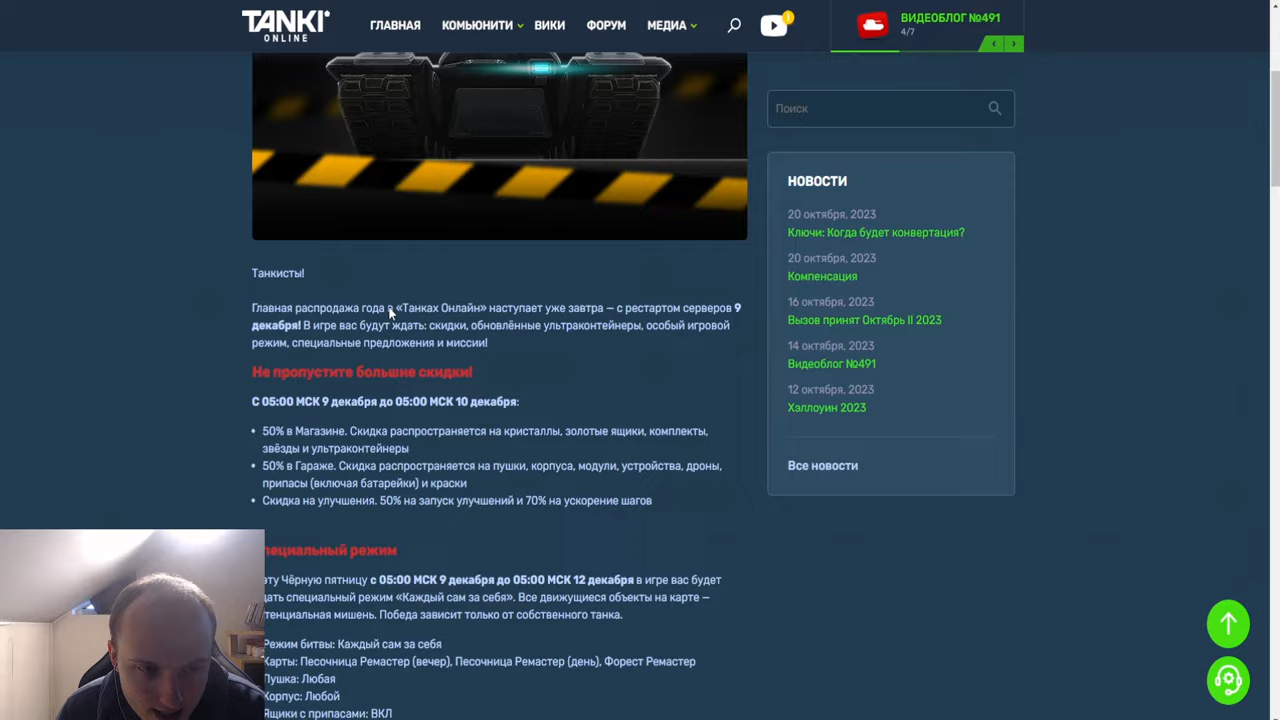 TANKI
ONLINE
ГЛАВНАЯ
КОМЬЮНИТИ
ВИКИ
ФОРУМ
МЕДИА
1
ВИДЕОБЛОГ №491
4/7
Поиск
НОВОСТИ
20 октября, 2023
Ключи: Когда будет конвертация?
20 октября, 2023
Компенсация
16 октября, 2023
Вызов принят Октябрь II 2023
14 октября, 2023
Видеоблог №491
12 октября, 2023
Хэллоуин 2023
Все новости
Танкисты!
Главная распродажа года в «Танках Онлайн» наступает уже завтра — с рестартом серверов 9
декабря! В игре вас будут ждать: скидки, обновлённые ультраконтейнеры, особый игровой
режим, специальные предложения и миссии!
Не пропустите большие скидки!
С 05:00 МСК 9 декабря до 05:00 МСК 10 декабря:
• 50% в Магазине. Скидка распространяется на кристаллы, золотые ящики, комплекты,
звёзды и ультраконтейнеры
• 50% в Гараже. Скидка распространяется на пушки, корпуса, модули, устройства, дроны,
припасы (включая батарейки) и краски
• Скидка на улучшения. 50% на запуск улучшений и 70% на ускорение шагов
пециальный режим
эту Чёрную пятницу с 05:00 МСК 9 декабря до 05:00 МСК 12 декабря в игре вас будет
дать специальный режим «Каждый сам за себя». Все движущиеся объекты на карте —
тенциальная мишень. Победа зависит только от собственного танка.
Режим битвы: Каждый сам за себя
Карты: Песочница Ремастер (вечер), Песочница Ремастер (день), Форест Ремастер
Пушка: Любая
Корпус: Любой
Ящики с припасами: ВКЛ